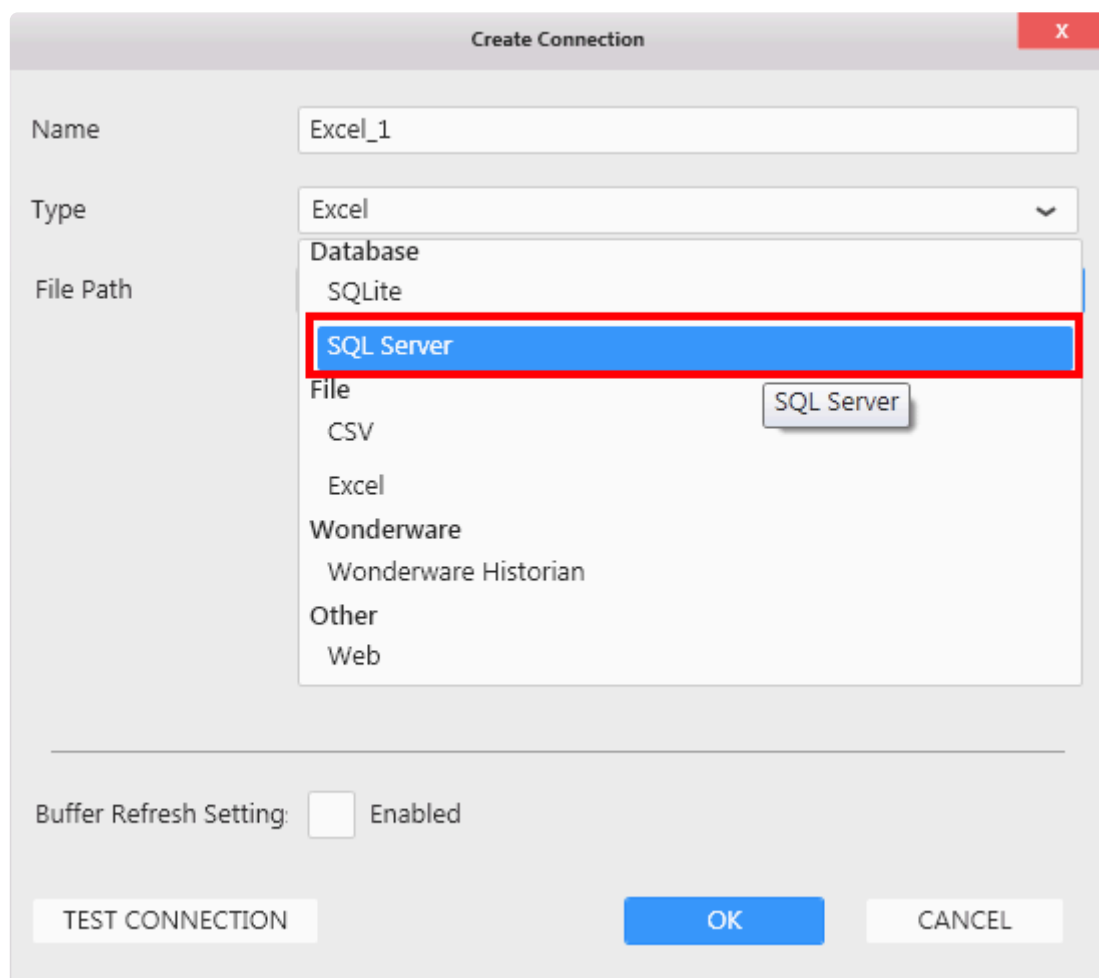 Create Connection
X
Name
Excel_1
Type
Excel
Database
File Path
SQLite
SQL Server
File
SQL Server
CSV
Excel
Wonderware
Wonderware Historian
Other
Web
Buffer Refresh Setting:
Enabled
TEST CONNECTION
OK
CANCEL